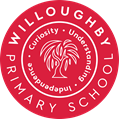 WILLOUGHBY
PRIMARY SCHOOL
Curiosity • Understanding • Independence •